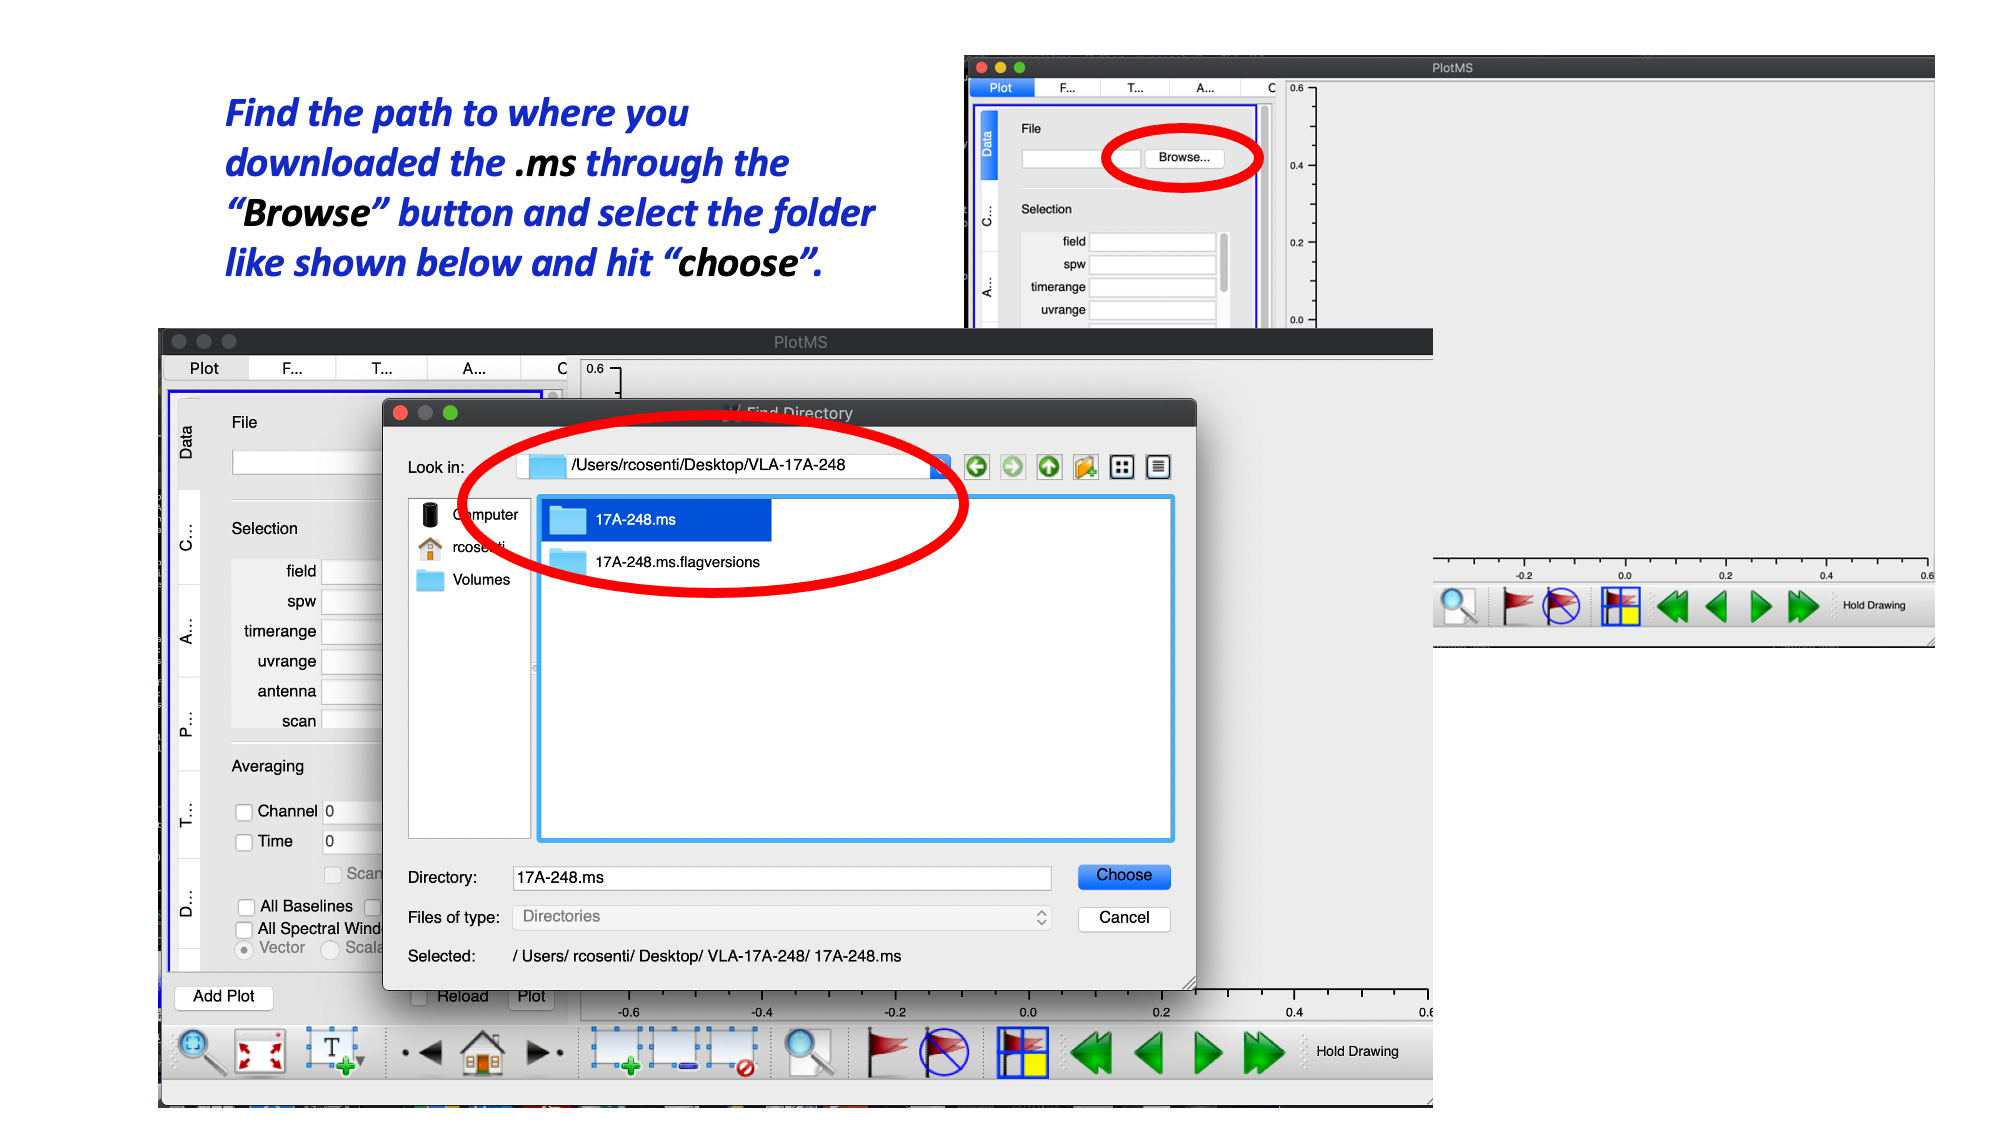 Find the path to where you
downloaded the .ms through the
“Browse” button and select the folder
like shown below and hit “choose”.
PlotMS
Plot F... T... A... C
Data
C...
A...
File
Browse...
Selection
field
spw
timerange
uvrange
0.6
0.4
0.2
0.0
-0.2 0.0 0.2 0.4 0.6
Hold Drawing
PlotMS
Plot F... T... A... C
Data
C...
A...
P...
T...
D...
File
Selection
field
spw
timerange
uvrange
antenna
scan
Averaging
Channel 0
Time 0
Scan
All Baselines
All Spectral Wind
Vector Scala
Add Plot Reload Plot
0.6
Find Directory
Look in: /Users/rcosenti/Desktop/VLA-17A-248
Computer
rcosenti
Volumes
17A-248.ms
17A-248.ms.flagversions
Directory: 17A-248.ms Choose
Files of type: Directories Cancel
Selected: / Users/ rcosenti/ Desktop/ VLA-17A-248/ 17A-248.ms
-0.6 -0.4 -0.2 0.0 0.2 0.4 0.6
T
Hold Drawing